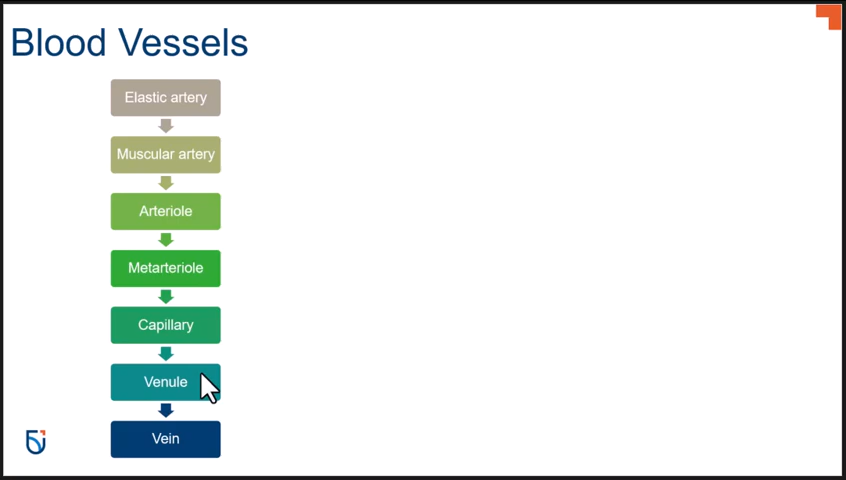 Blood Vessels
Elastic artery
Muscular artery
Arteriole
Metarteriole
Capillary
Venule
Vein